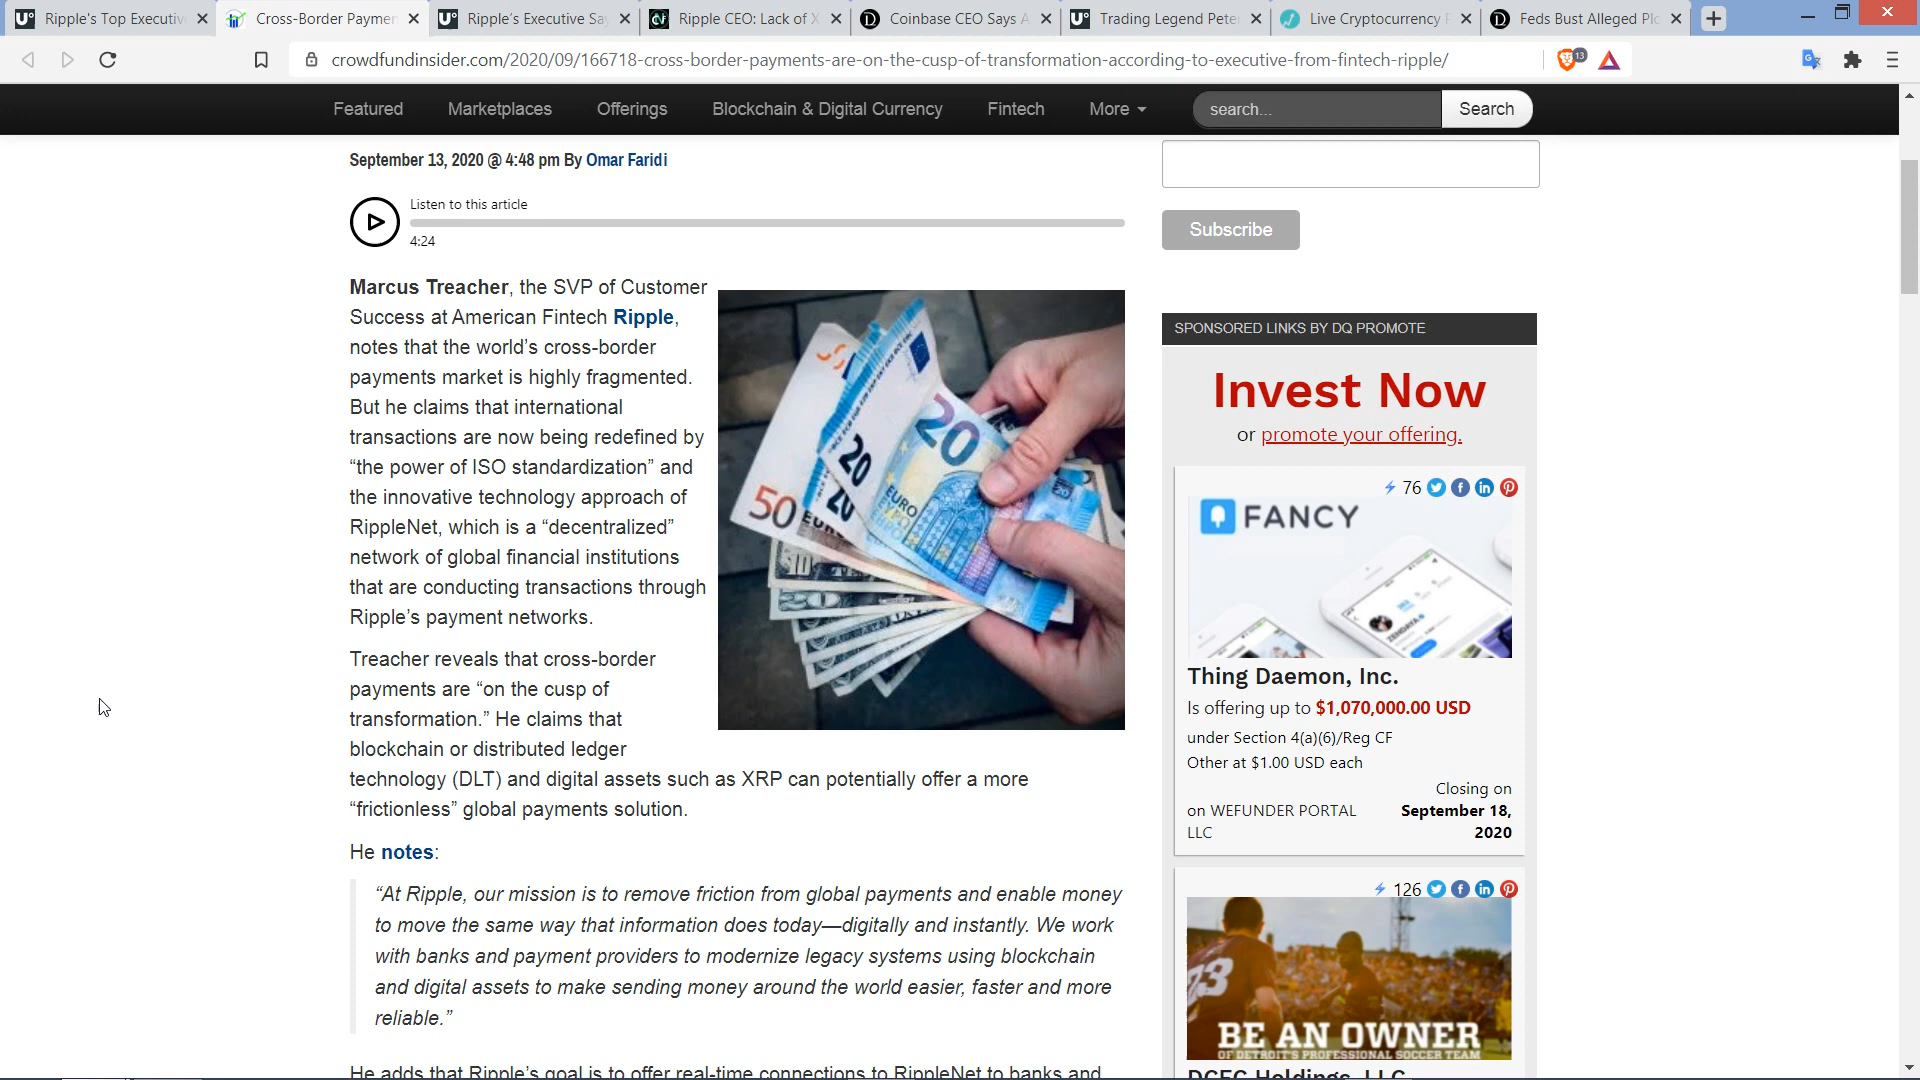 Ripple's Top Executiv
Cross-Border Paymen
Ripple's Executive Sa
Ripple CEO: Lack of X
Coinbase CEO Says A
Trading Legend Pete
Live Cryptocurrency P
Feds Bust Alleged Plo
crowdfundinsider.com/2020/09/166718-cross-border-payments-are-on-the-cusp-of-transformation-according-to-executive-from-fintech-ripple/
13
Featured Marketplaces Offerings Blockchain & Digital Currency Fintech More search... Search
September 13, 2020 @ 4:48 pm By Omar Faridi
Listen to this article
4:24
Marcus Treacher, the SVP of Customer
Success at American Fintech Ripple,
notes that the world's cross-border
payments market is highly fragmented.
But he claims that international
transactions are now being redefined by
“the power of ISO standardization” and
the innovative technology approach of
RippleNet, which is a “decentralized”
network of global financial institutions
that are conducting transactions through
Ripple's payment networks.
Treacher reveals that cross-border
payments are “on the cusp of
transformation.” He claims that
blockchain or distributed ledger
technology (DLT) and digital assets such as XRP can potentially offer a more
“frictionless” global payments solution.
He notes:
“At Ripple, our mission is to remove friction from global payments and enable money
to move the same way that information does today—digitally and instantly. We work
with banks and payment providers to modernize legacy systems using blockchain
and digital assets to make sending money around the world easier, faster and more
reliable.”
He adds that Ripple's goal is to offer real-time connections to RippleNet to banks and
20
20
50
EURO
Subscribe
SPONSORED LINKS BY DQ PROMOTE
Invest Now
or promote your offering.
76
FANCY
ZENDAYA
Thing Daemon, Inc.
Is offering up to $1,070,000.00 USD
under Section 4(a)(6)/Reg CF
Other at $1.00 USD each
Closing on
on WEFUNDER PORTAL September 18,
LLC 2020
126
BE AN OWNER
OF DETROIT'S PROFESSIONAL SOCCER TEAM
DCFC Holdings, LLC